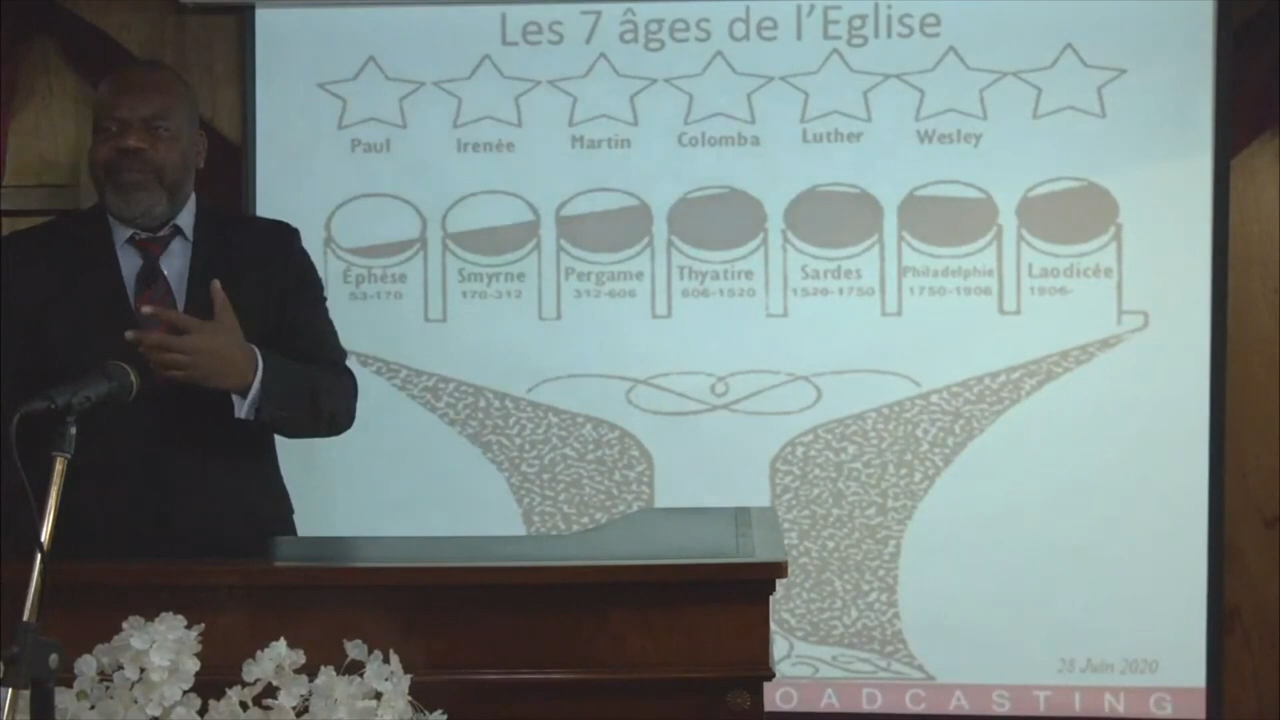 Les 7 âges de l'Eglise
Paul Irenée Martin Colomba Luther Wesley
Éphèse Smyrne Pergame Thyatire Sardes Philadelphie Laodicée
53-170 170-312 312-606 606-1520 1520-1750 1750-1906 1906-
28 Juin 2020
OADCASTING